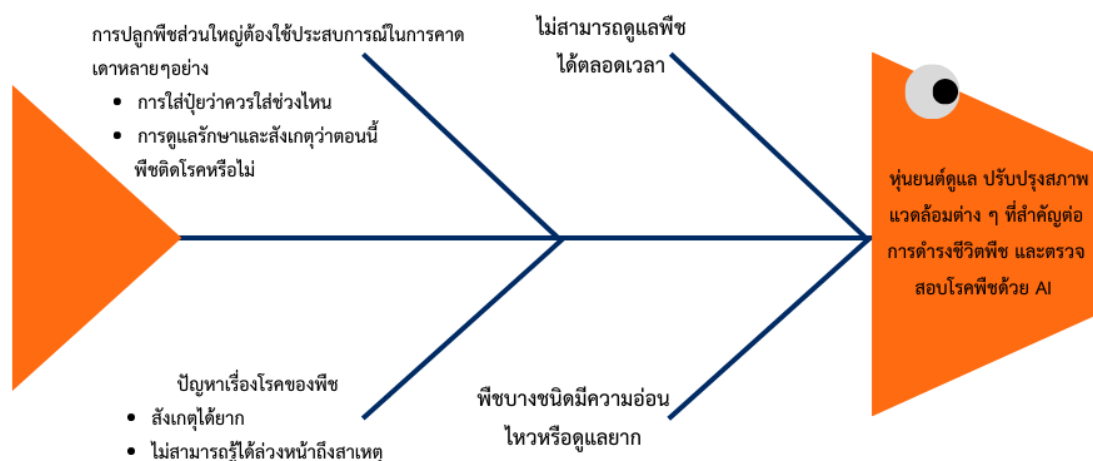 การปลูกพืชส่วนใหญ่ต้องใช้ประสบการณ์ในการคาด
เดาหลายๆอย่าง
• การใส่ปุ๋ยว่าควรใส่ช่วงไหน
• การดูแลรักษาและสังเกตุว่าตอนนี้
พืชติดโรคหรือไม่
ไม่สามารถดูแลพืช
ได้ตลอดเวลา
หุ่นยนต์ดูแล ปรับปรุงสภาพ
แวดล้อมต่าง ๆ ที่สำคัญต่อ
การดำรงชีวิตพืช และตรวจ
สอบโรคพืชด้วย AI
ปัญหาเรื่องโรคของพืช
• สังเกตุได้ยาก
• ไม่สามารถรู้ได้ล่วงหน้าถึงสาเหตุ
พืชบางชนิดมีความอ่อน
ไหวหรือดูแลยาก